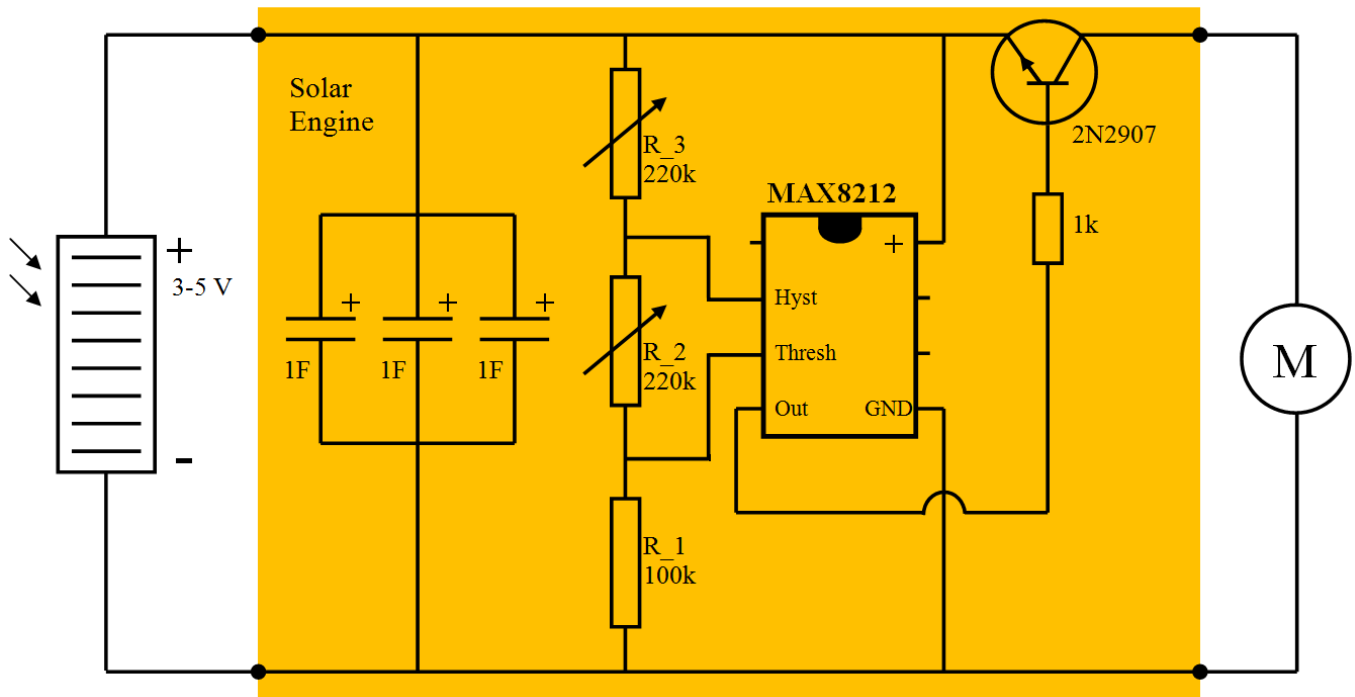 Solar
Engine
+
3-5 V
-
+
1F
+
1F
+
1F
R_3
220k
R_2
220k
R_1
100k
MAX8212
+
Hyst
Thresh
Out
GND
2N2907
1k
M